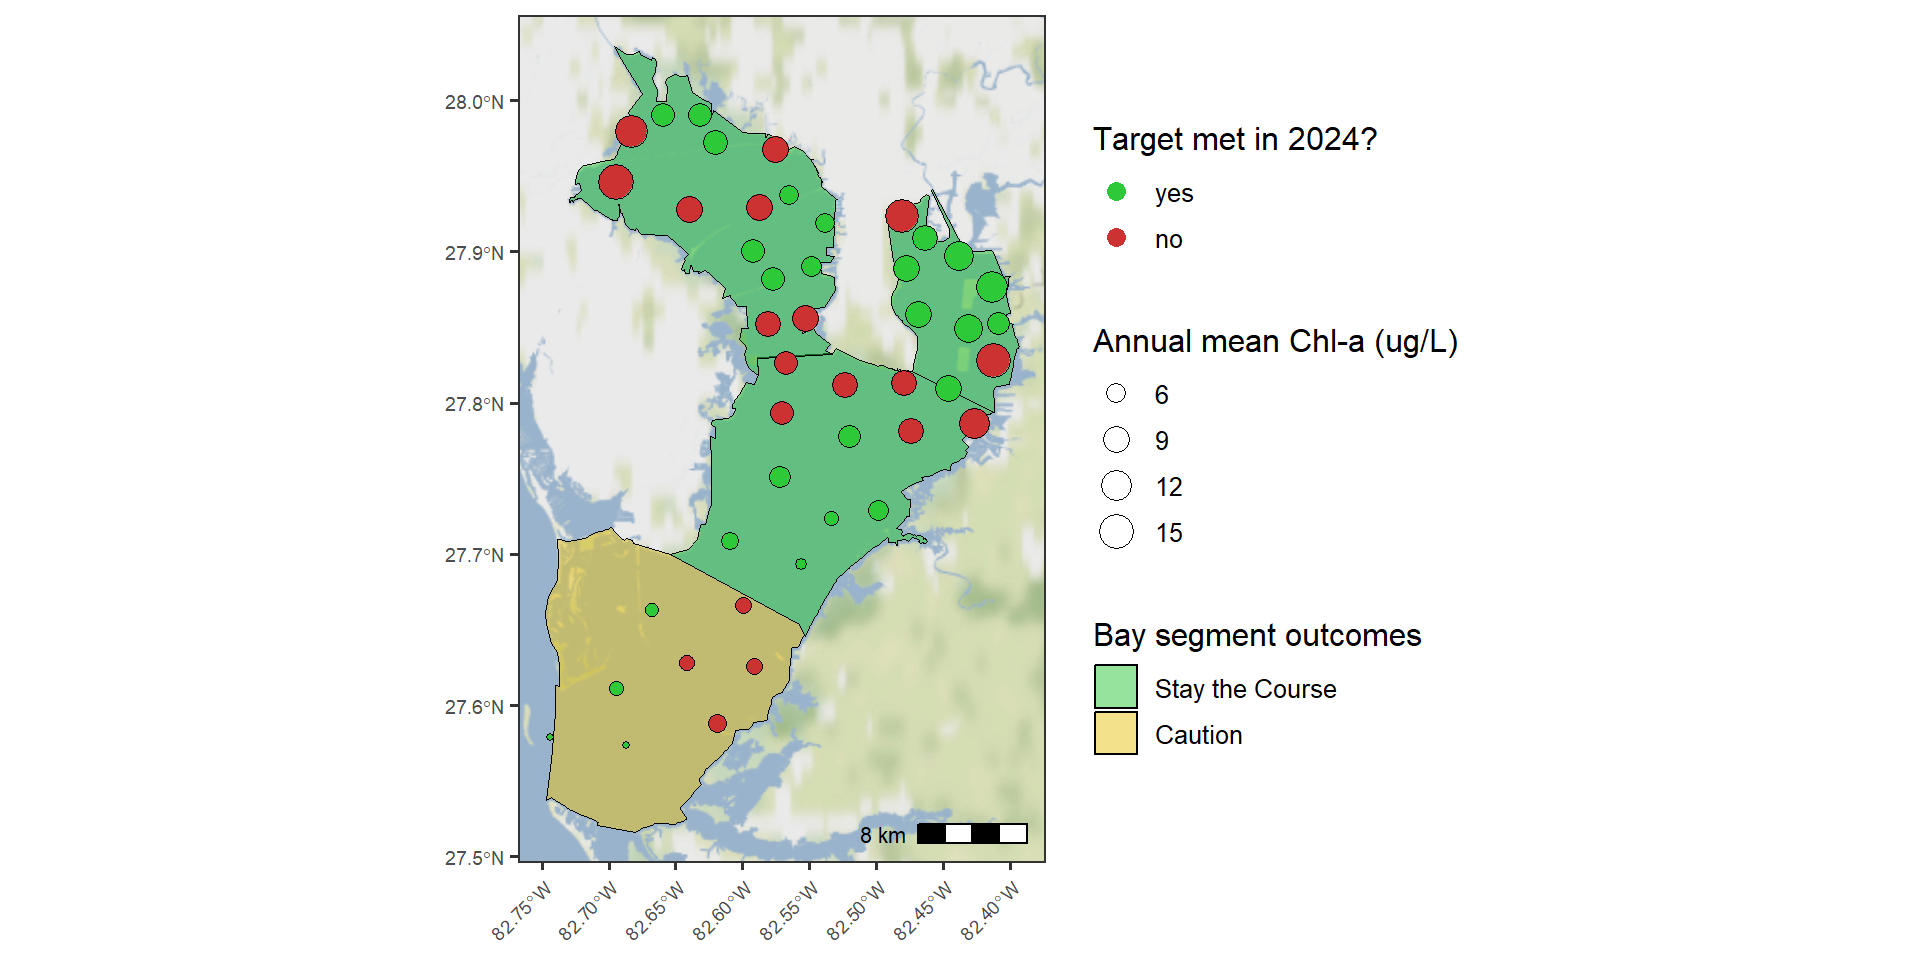 28.0°N
27.9°N
27.8°N
27.7°N
27.6°N
27.5°N
82.75°W
82.70°W
82.65°W
82.60°W
82.55°W
82.50°W
82.45°W
82.40°W
8 km
Target met in 2024?
yes
no
Annual mean Chl-a (ug/L)
6
9
12
15
Bay segment outcomes
Stay the Course
Caution